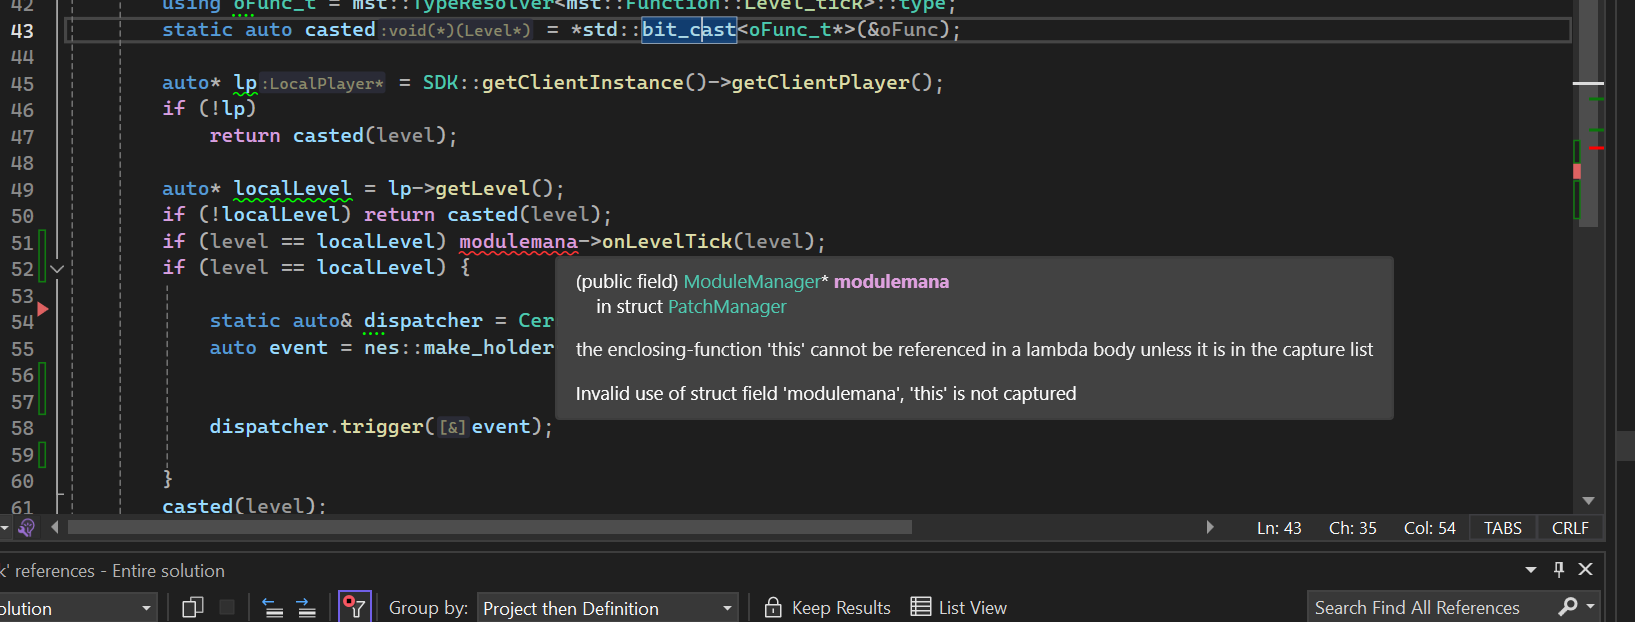 42 using oFunc_t = mst::TypeResolver<mst::Function::Level_tick>::type;
43 static auto casted :void(*)(Level*) = *std::bit_cast<oFunc_t*>(&oFunc);
44
45 auto* lp :LocalPlayer* = SDK::getClientInstance()->getClientPlayer();
46 if (!lp)
47 return casted(level);
48
49 auto* localLevel = lp->getLevel();
50 if (!localLevel) return casted(level);
51 if (level == localLevel) modulemana->onLevelTick(level);
52 if (level == localLevel) {
(public field) ModuleManager* modulemana
53 in struct PatchManager
54 static auto& dispatcher = Cer
55 auto event = nes::make_holder
the enclosing-function 'this' cannot be referenced in a lambda body unless it is in the capture list
56
Invalid use of struct field 'modulemana', 'this' is not captured
57
58 dispatcher.trigger([&]event);
59
60 }
61 casted(level);
Ln: 43 Ch: 35 Col: 54 TABS CRLF
k' references - Entire solution
olution Group by: Project then Definition Keep Results List View Search Find All References